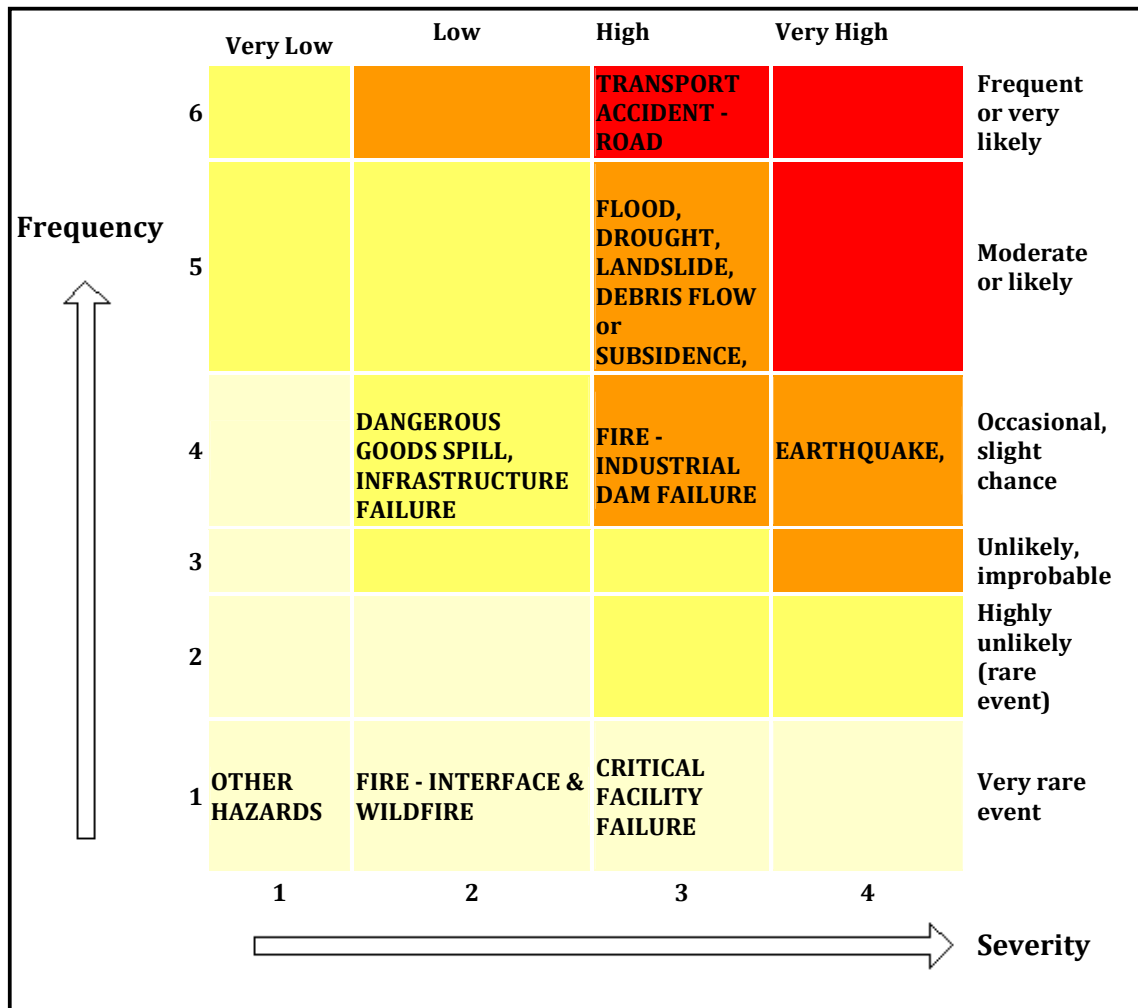 Very Low
Low
High
Very High
6
TRANSPORT
ACCIDENT -
ROAD
Frequent
or very
likely
Frequency
5
FLOOD,
DROUGHT,
LANDSLIDE,
DEBRIS FLOW
or
SUBSIDENCE,
Moderate
or likely
4
DANGEROUS
GOODS SPILL,
INFRASTRUCTURE
FAILURE
FIRE -
INDUSTRIAL
DAM FAILURE
EARTHQUAKE,
Occasional,
slight
chance
3
Unlikely,
improbable
2
Highly
unlikely
(rare
event)
1
OTHER
HAZARDS
FIRE - INTERFACE &
WILDFIRE
CRITICAL
FACILITY
FAILURE
Very rare
event
1
2
3
4
Severity